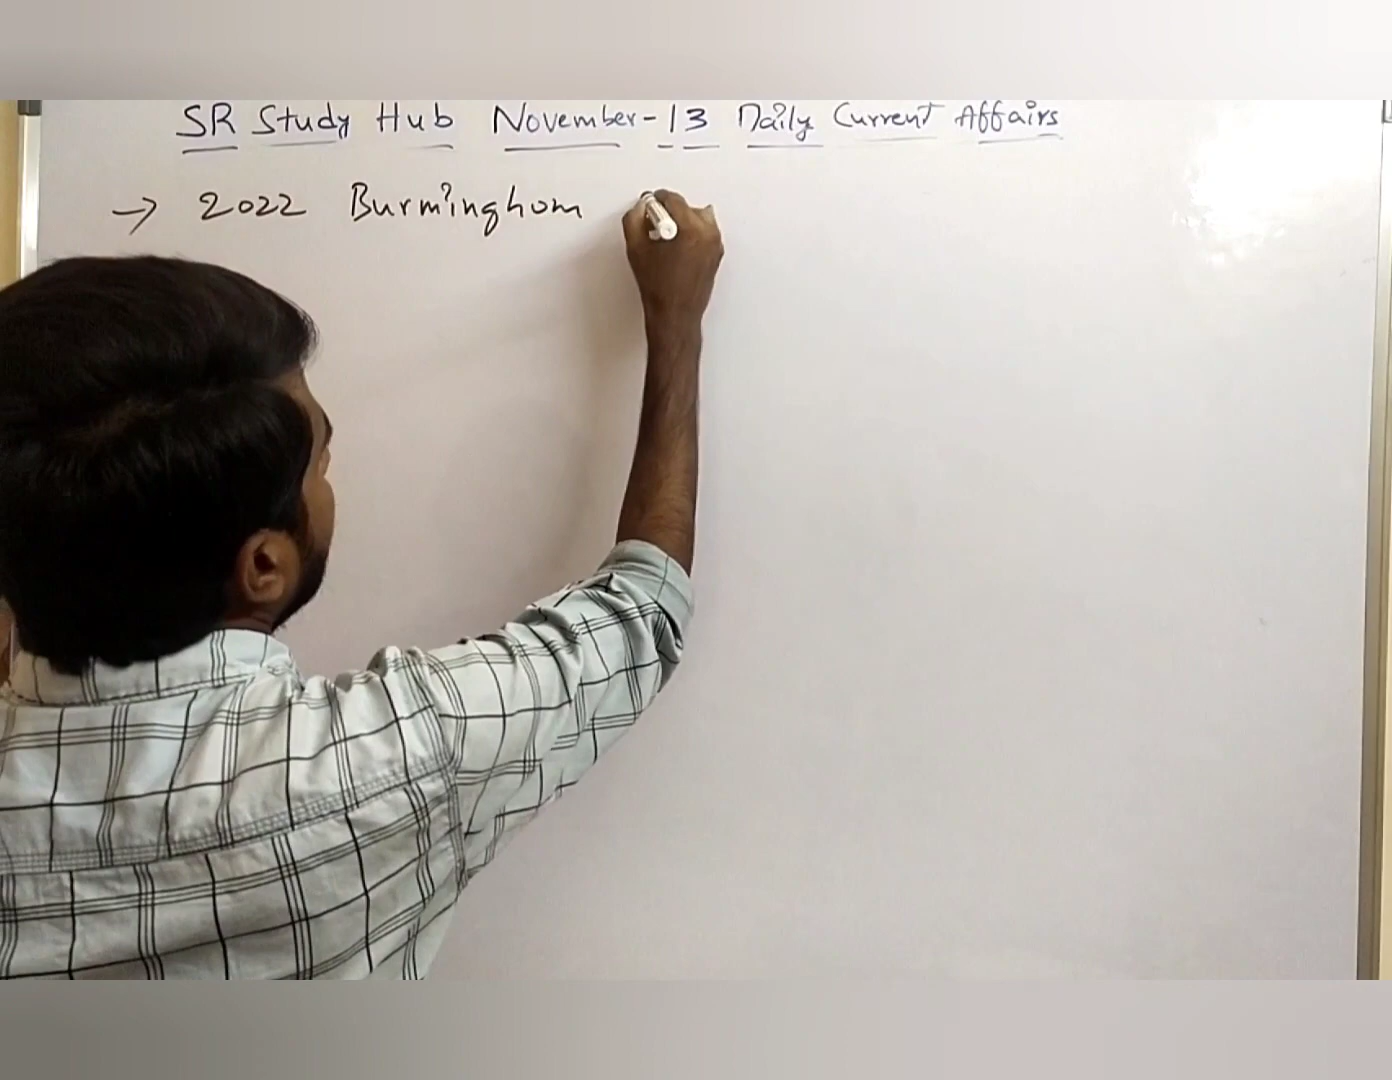 SR Study Hub November-13 Daily Current Affairs
→ 2022 Burminghom